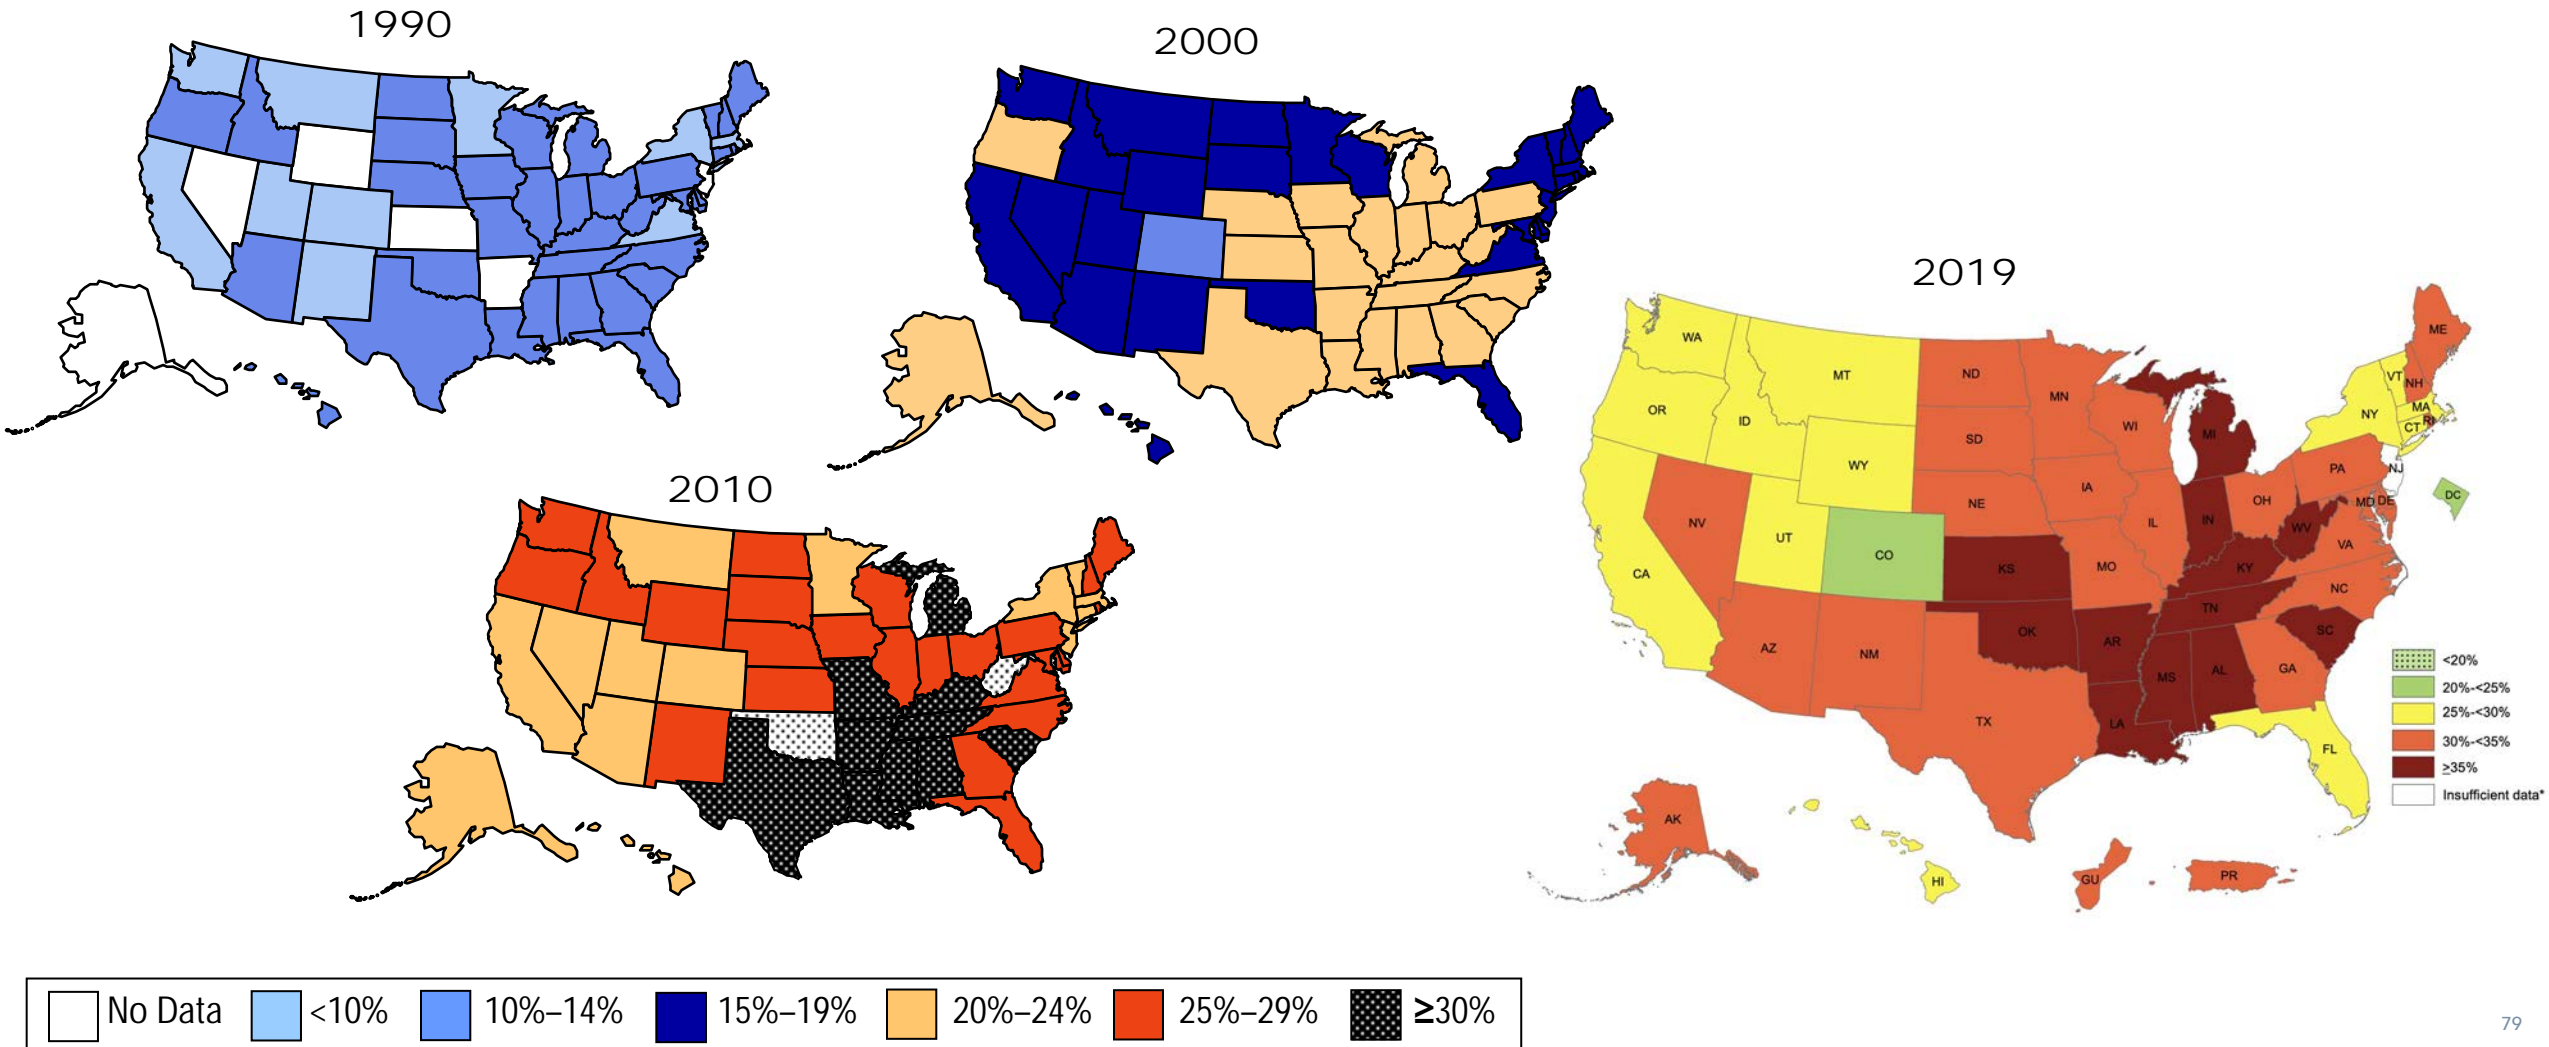 1990
2000
2019
2010
WA
MT
ND
MN
ME
VT
NH
OR
ID
WY
SD
WI
MI
NY
MA
CT
RI
NV
UT
CO
NE
IA
IL
IN
OH
PA
NJ
MD
DE
DC
WV
VA
CA
KS
MO
KY
NC
TN
AZ
NM
OK
AR
SC
MS
AL
GA
TX
LA
FL
AK
HI
GU
PR
<20%
20%-<25%
25%-<30%
30%-<35%
≥35%
Insufficient data*
No Data <10% 10%–14% 15%–19% 20%–24% 25%–29% ≥30%
79